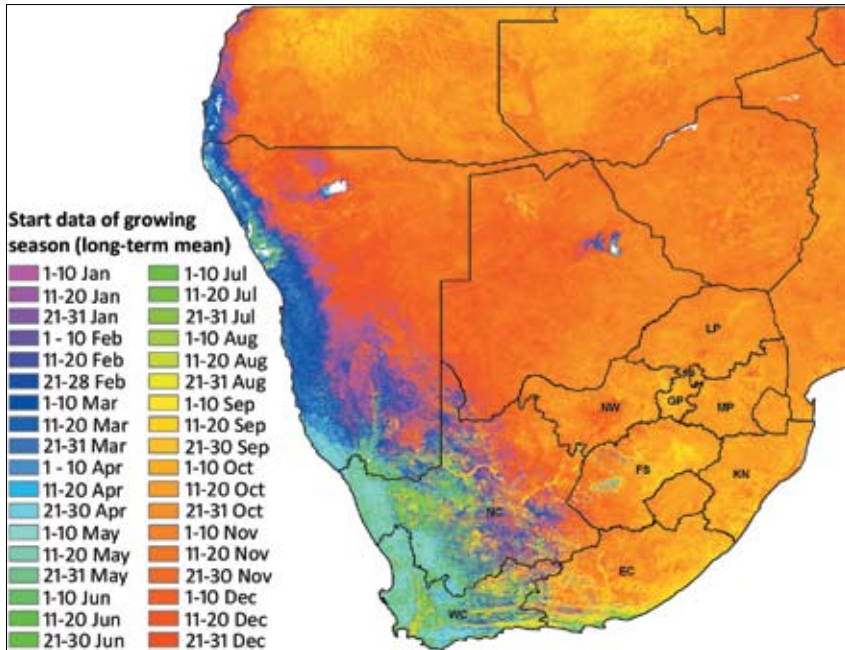 Start data of growing
season (long-term mean)
1-10 Jan
11-20 Jan
21-31 Jan
1 - 10 Feb
11-20 Feb
21-28 Feb
1-10 Mar
11-20 Mar
21-31 Mar
1 - 10 Apr
11-20 Apr
21-30 Apr
1-10 May
11-20 May
21-31 May
1-10 Jun
11-20 Jun
21-30 Jun
1-10 Jul
11-20 Jul
21-31 Jul
1-10 Aug
11-20 Aug
21-31 Aug
1-10 Sep
11-20 Sep
21-30 Sep
1-10 Oct
11-20 Oct
21-31 Oct
1-10 Nov
11-20 Nov
21-30 Nov
1-10 Dec
11-20 Dec
21-31 Dec
LP
NW
GP
MP
FS
KN
NC
EC
WC